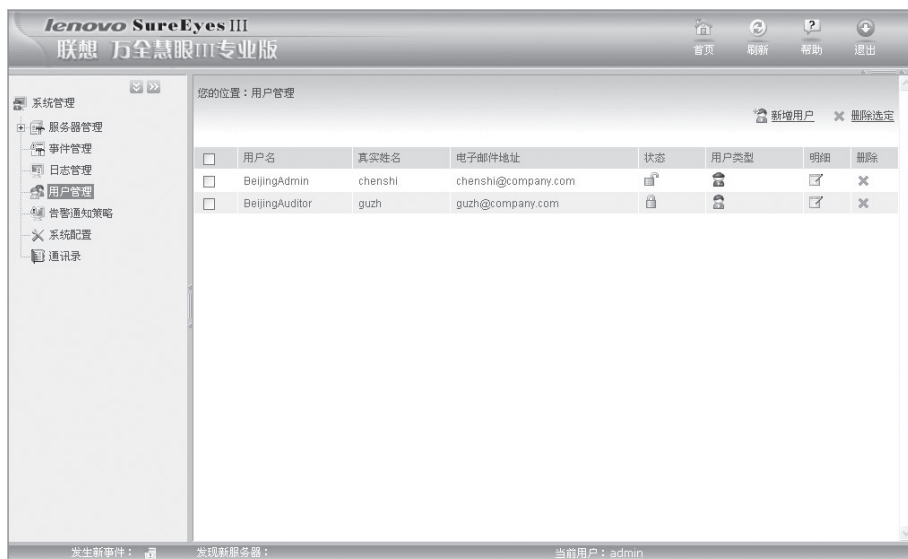 lenovo SureEyes III
联想 万全慧眼III专业版
首页 刷新 帮助 退出
系统管理
服务器管理
事件管理
日志管理
用户管理
告警通知策略
系统配置
通讯录
您的位置：用户管理
新增用户 删除选定
用户名 真实姓名 电子邮件地址 状态 用户类型 明细 删除
BeijingAdmin chenshi chenshi@company.com
BeijingAuditor guzh guzh@company.com
发生新事件： 发现新服务器： 当前用户：admin